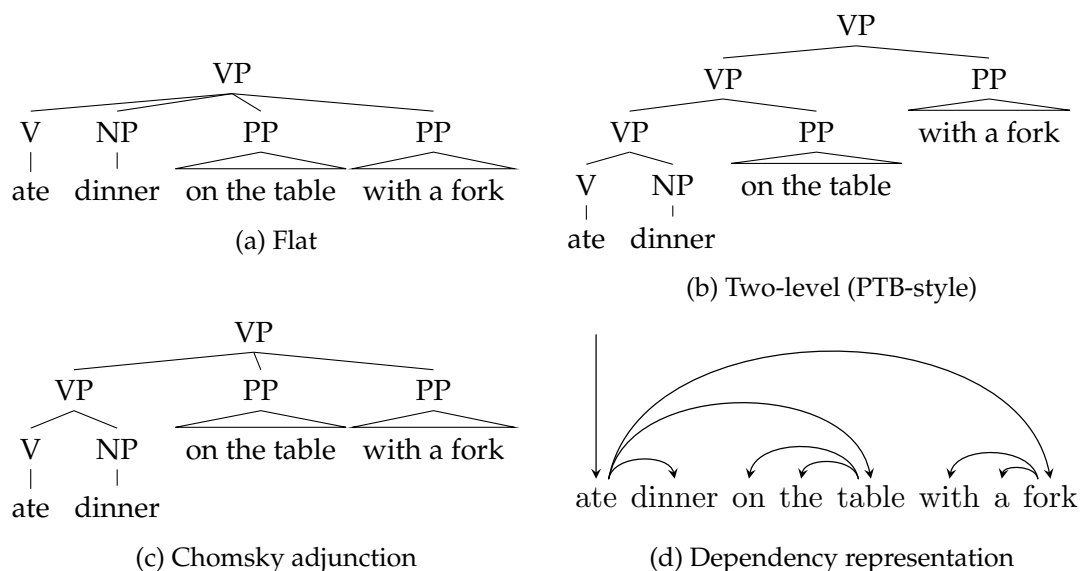 VP
V NP PP PP
ate dinner on the table with a fork
(a) Flat
VP
VP PP
VP PP with a fork
V NP on the table
ate dinner
(b) Two-level (PTB-style)
VP
VP PP PP
V NP on the table with a fork
ate dinner
(c) Chomsky adjunction
ate dinner on the table with a fork
(d) Dependency representation